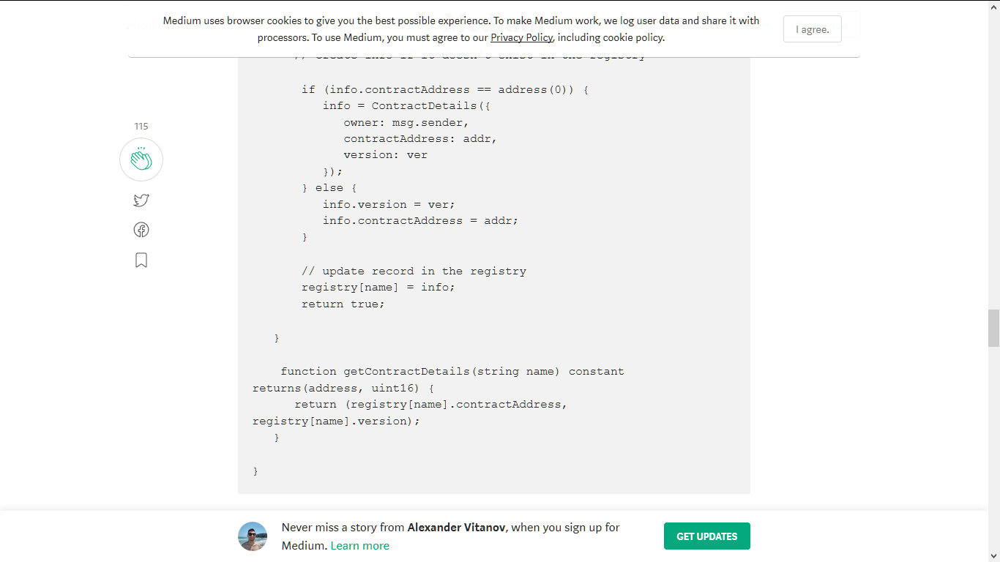 Medium uses browser cookies to give you the best possible experience. To make Medium work, we log user data and share it with
processors. To use Medium, you must agree to our Privacy Policy, including cookie policy.
I agree.
if (info.contractAddress == address(0)) {
info = ContractDetails({
owner: msg.sender,
contractAddress: addr,
version: ver
});
} else {
info.version = ver;
info.contractAddress = addr;
}
// update record in the registry
registry[name] = info;
return true;
}
function getContractDetails(string name) constant
returns(address, uint16) {
return (registry[name].contractAddress,
registry[name].version);
}
}
115
Never miss a story from Alexander Vitanov, when you sign up for
Medium. Learn more
GET UPDATES